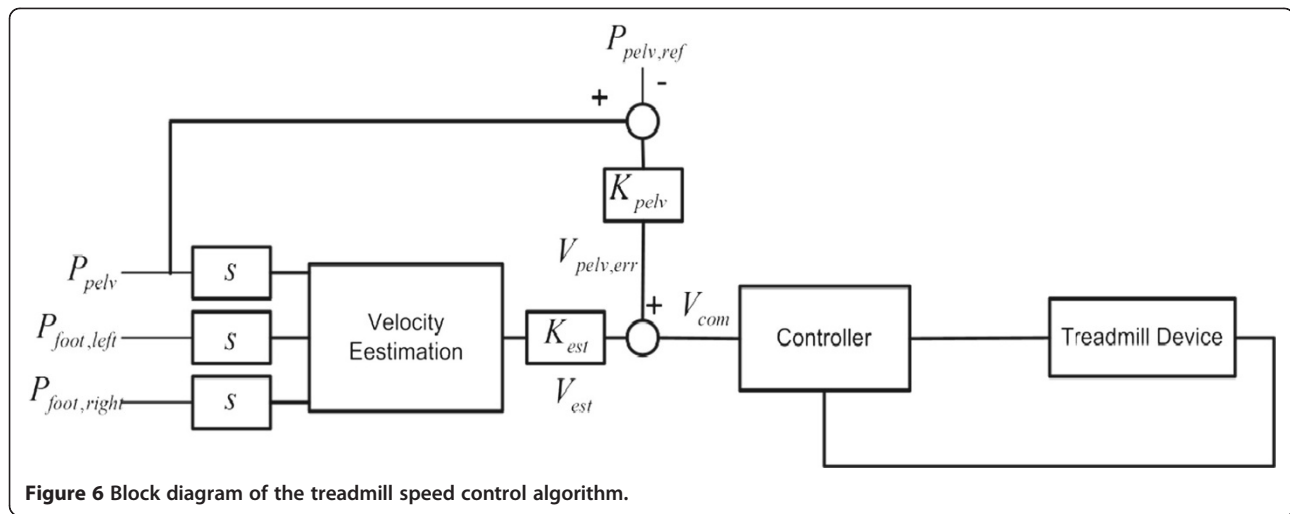 P_pelv,ref
+ -
K_pelv
V_pelv,err
P_pelv
s
+
V_com
P_foot,left
s
Velocity
Eestimation
K_est
Controller
Treadmill Device
V_est
P_foot,right
s
Figure 6 Block diagram of the treadmill speed control algorithm.